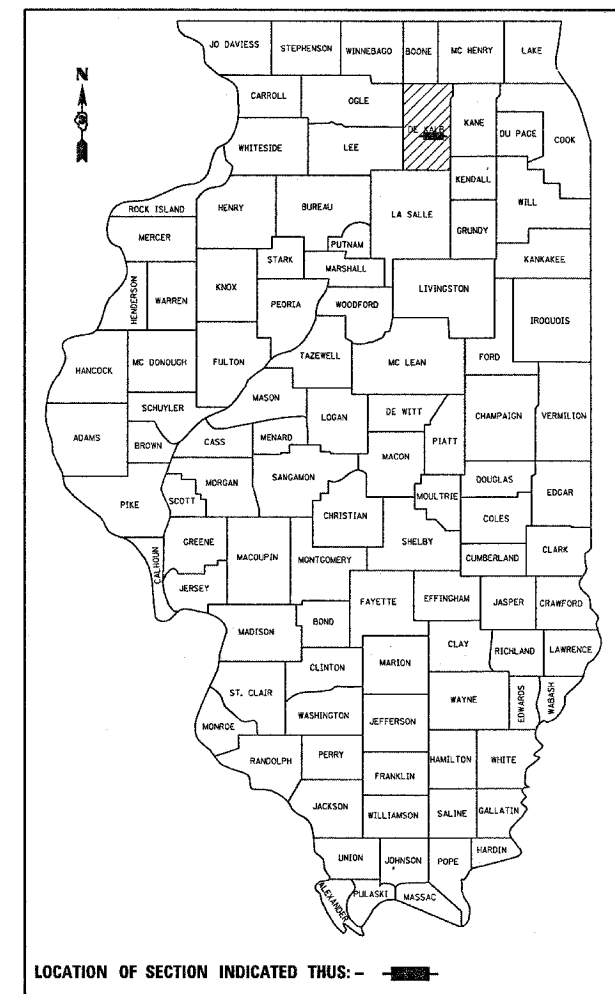 JO DAVIESS STEPHENSON WINNEBAGO BOONE MC HENRY LAKE
N
CARROLL OGLE DE KALB KANE DU PAGE COOK
WHITESIDE LEE
KENDALL
ROCK ISLAND HENRY BUREAU LA SALLE WILL
MERCER PUTNAM GRUNDY
STARK MARSHALL KANKAKEE
HENDERSON WARREN KNOX PEORIA WOODFORD LIVINGSTON
IROQUOIS
HANCOCK MC DONOUGH FULTON TAZEWELL MC LEAN FORD
MASON
SCHUYLER LOGAN DE WITT CHAMPAIGN VERMILION
ADAMS BROWN CASS MENARD PIATT
MACON
MORGAN SANGAMON DOUGLAS
PIKE SCOTT MOULTRIE EDGAR
CHRISTIAN COLES
GREENE SHELBY
CALHOUN MACOUPIN MONTGOMERY CUMBERLAND CLARK
JERSEY
FAYETTE EFFINGHAM JASPER CRAWFORD
MADISON BOND
CLAY RICHLAND LAWRENCE
CLINTON MARION
ST. CLAIR WAYNE EDWARDS WABASH
WASHINGTON JEFFERSON
MONROE
RANDOLPH PERRY HAMILTON WHITE
FRANKLIN
JACKSON WILLIAMSON SALINE GALLATIN
HARDIN
UNION JOHNSON POPE
ALEXANDER PULASKI MASSAC
LOCATION OF SECTION INDICATED THUS: -